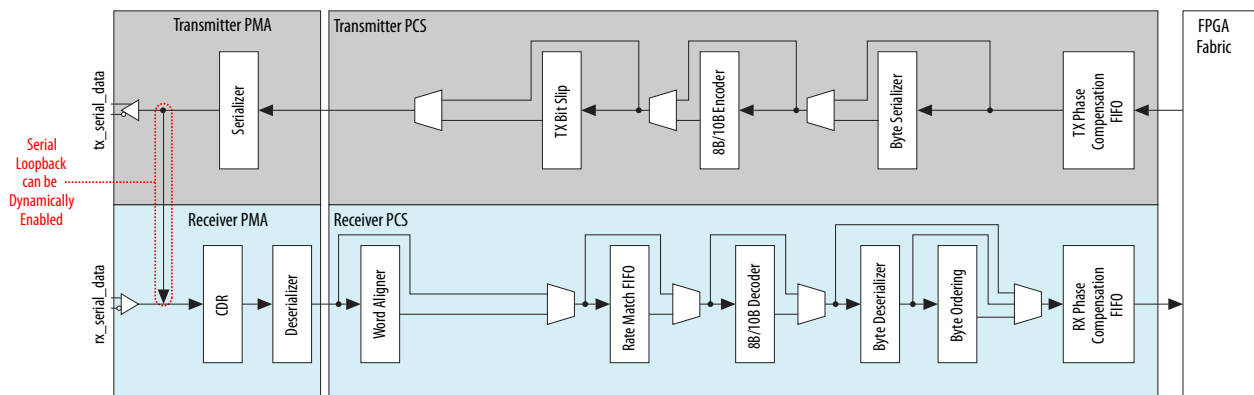 Transmitter PMA
Transmitter PCS
FPGA
Fabric
tx_serial_data
Serializer
TX Bit Slip
8B/10B Encoder
Byte Serializer
TX Phase
Compensation
FIFO
Serial
Loopback
can be
Dynamically
Enabled
Receiver PMA
Receiver PCS
rx_serial_data
CDR
Deserializer
Word Aligner
Rate Match FIFO
8B/10B Decoder
Byte Deserializer
Byte Ordering
RX Phase
Compensation
FIFO